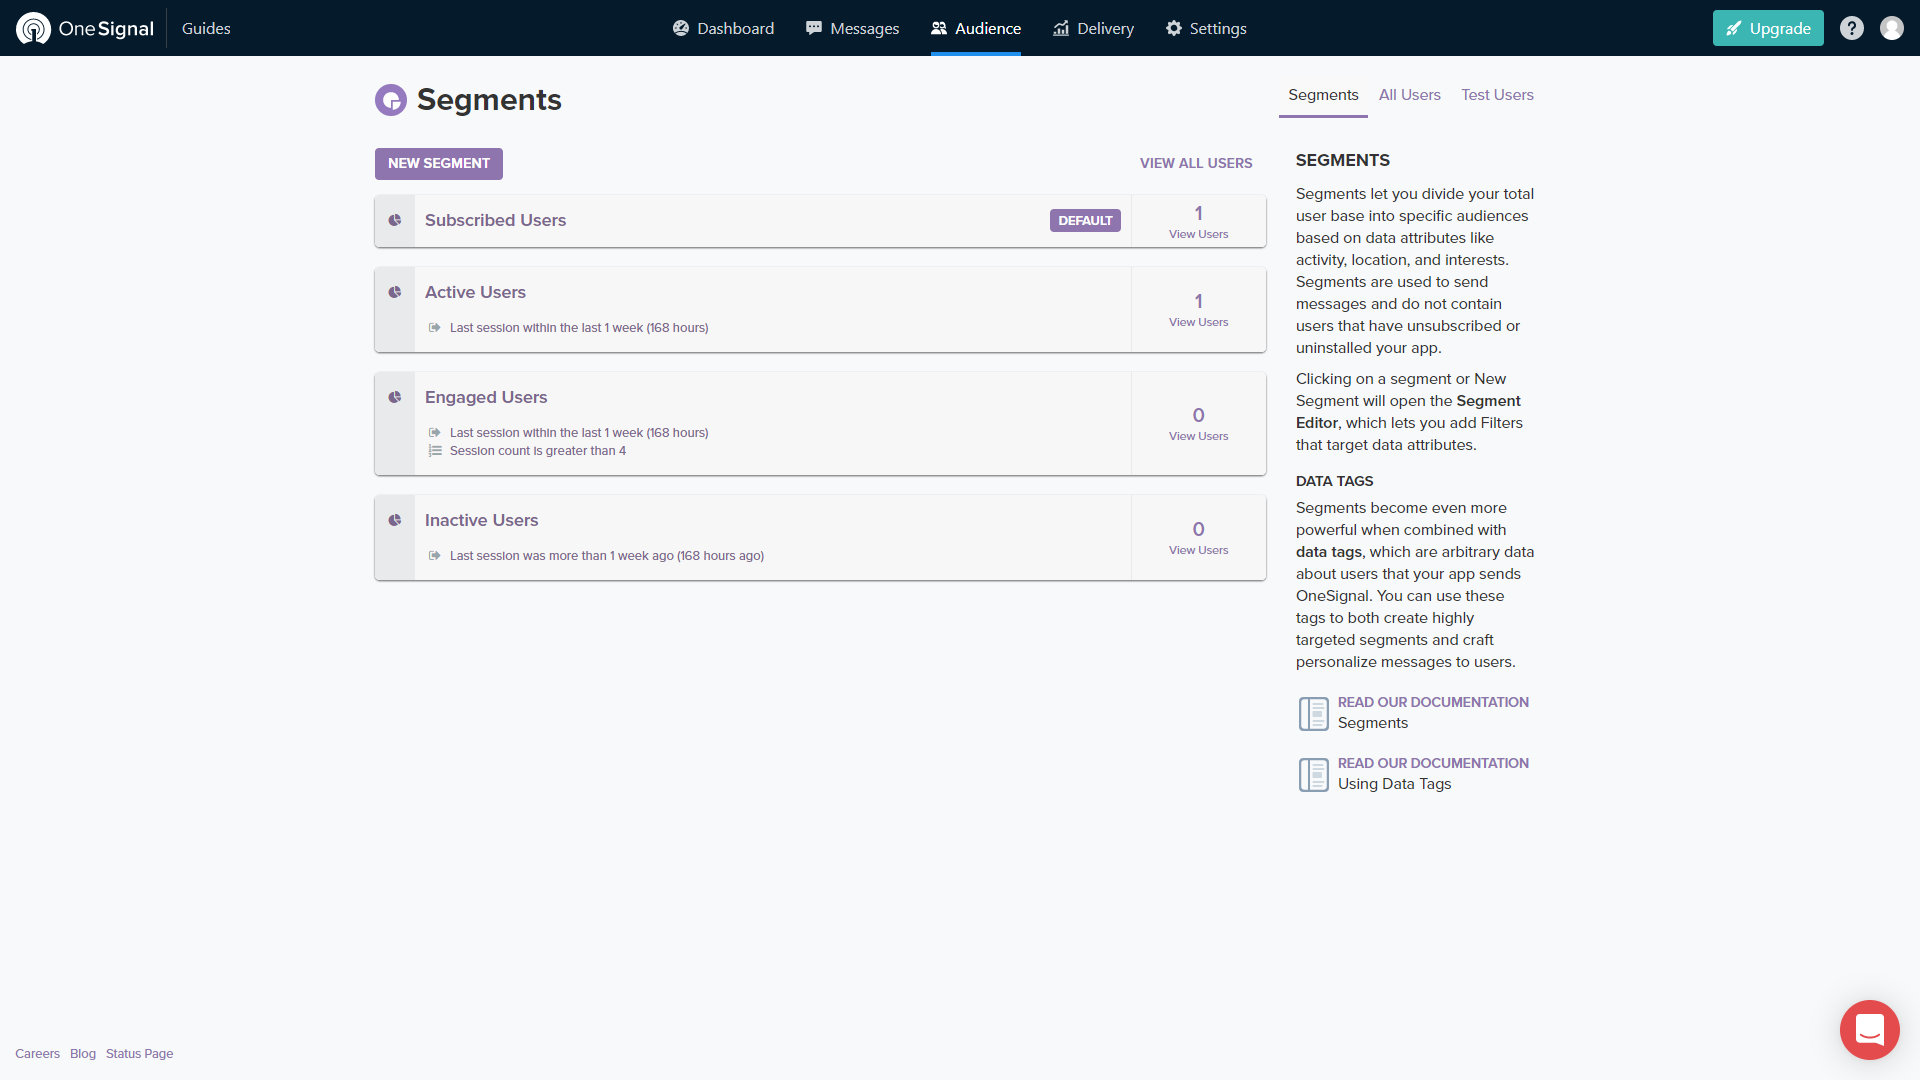 OneSignal
Guides
Dashboard
Messages
Audience
Delivery
Settings
Upgrade
?
Segments
Segments
All Users
Test Users
NEW SEGMENT
VIEW ALL USERS
Subscribed Users
DEFAULT
1
View Users
Active Users
Last session within the last 1 week (168 hours)
1
View Users
Engaged Users
Last session within the last 1 week (168 hours)
Session count is greater than 4
0
View Users
Inactive Users
Last session was more than 1 week ago (168 hours ago)
0
View Users
SEGMENTS
Segments let you divide your total
user base into specific audiences
based on data attributes like
activity, location, and interests.
Segments are used to send
messages and do not contain
users that have unsubscribed or
uninstalled your app.
Clicking on a segment or New
Segment will open the Segment
Editor, which lets you add Filters
that target data attributes.
DATA TAGS
Segments become even more
powerful when combined with
data tags, which are arbitrary data
about users that your app sends
OneSignal. You can use these
tags to both create highly
targeted segments and craft
personalize messages to users.
READ OUR DOCUMENTATION
Segments
READ OUR DOCUMENTATION
Using Data Tags
Careers
Blog
Status Page